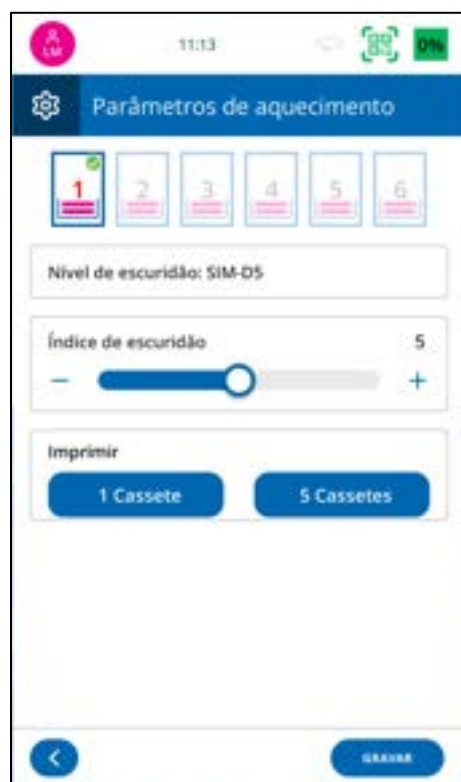 LM
11:13
0%
Parâmetros de aquecimento
1 2 3 4 5 6
Nível de escuridão: SIM-D5
Índice de escuridão 5
− +
Imprimir
1 Cassete 5 Cassetes
GRAVAR